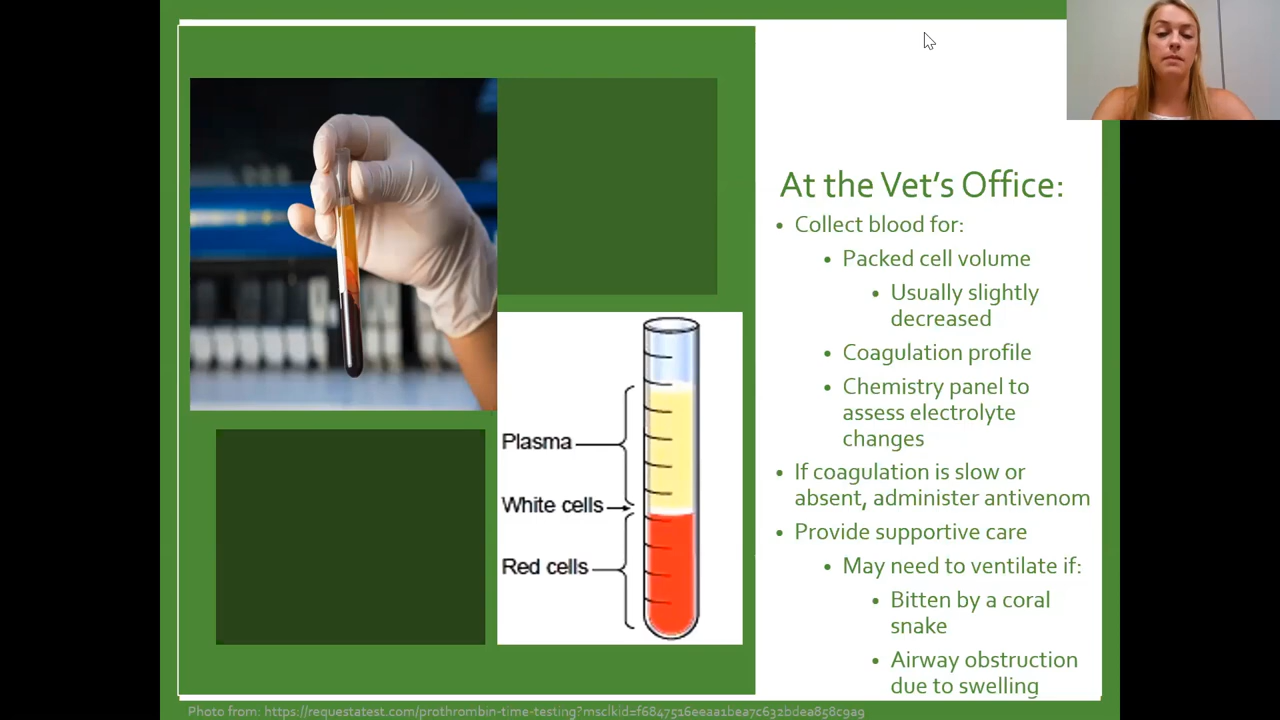 At the Vet's Office:
• Collect blood for:
• Packed cell volume
• Usually slightly
decreased
• Coagulation profile
• Chemistry panel to
assess electrolyte
changes
• If coagulation is slow or
absent, administer antivenom
• Provide supportive care
• May need to ventilate if:
• Bitten by a coral
snake
• Airway obstruction
due to swelling
Plasma
White cells
Red cells
Photo from: https://requestatest.com/prothrombin-time-testing?msclkid=f6847516eeaa1bea7c632bdea858c9a9